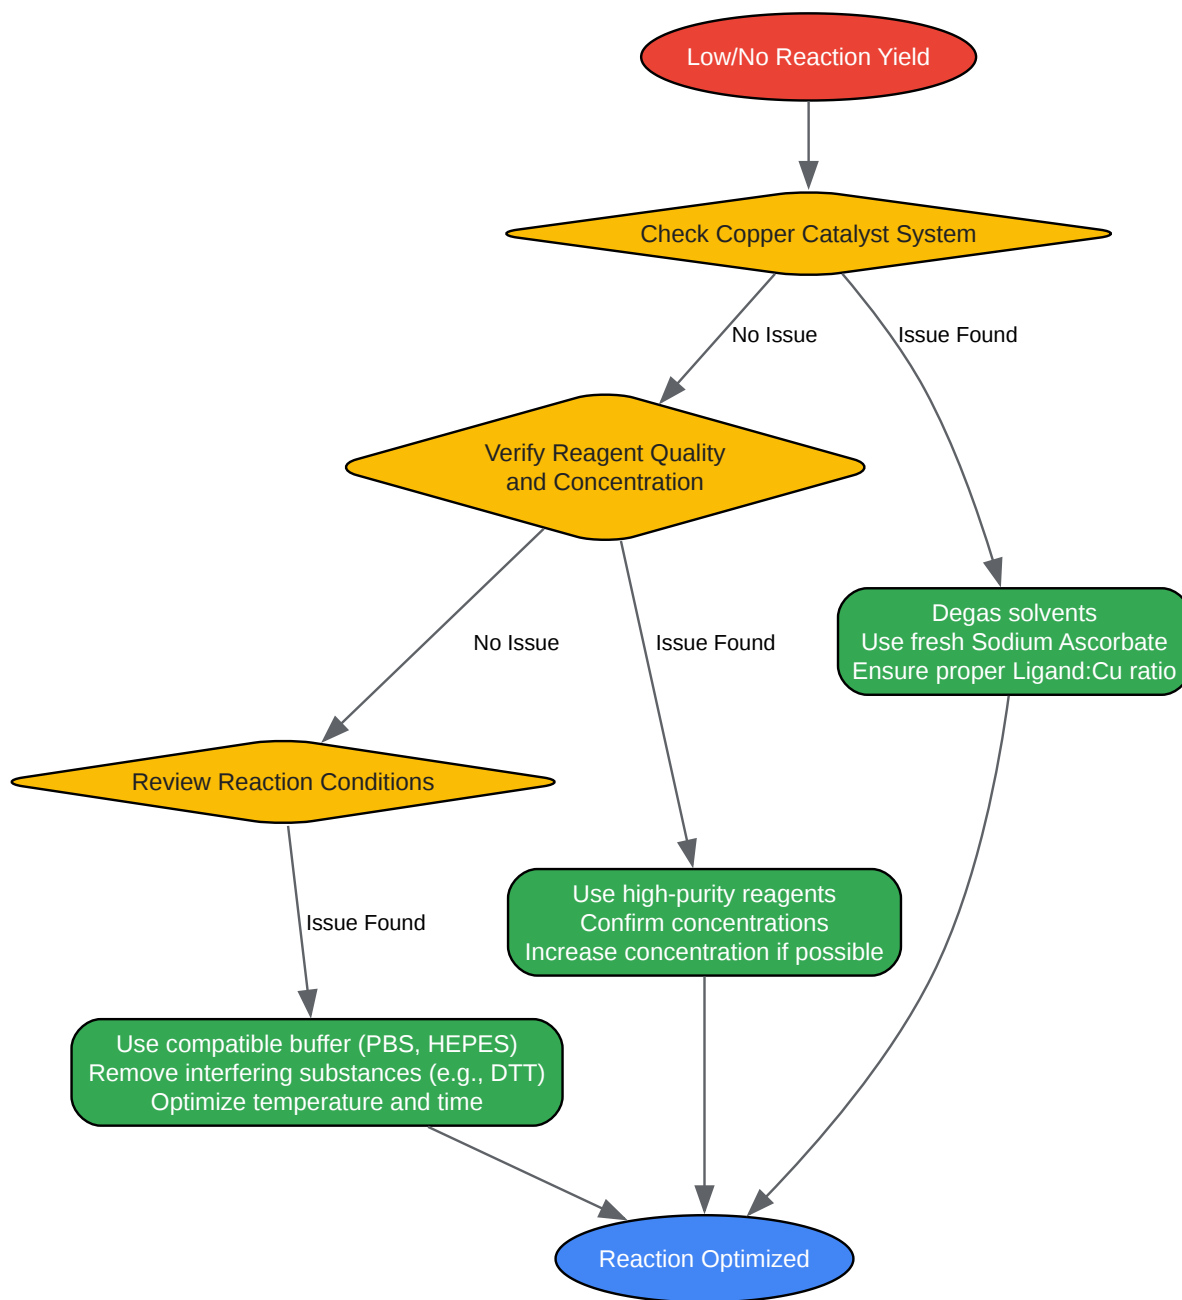 Low/No Reaction Yield
Check Copper Catalyst System
No Issue
Issue Found
Verify Reagent Quality
and Concentration
No Issue
Issue Found
Degas solvents
Use fresh Sodium Ascorbate
Ensure proper Ligand:Cu ratio
Review Reaction Conditions
Issue Found
Use high-purity reagents
Confirm concentrations
Increase concentration if possible
Use compatible buffer (PBS, HEPES)
Remove interfering substances (e.g., DTT)
Optimize temperature and time
Reaction Optimized